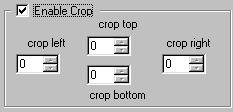 Enable Crop
crop top
crop left
crop right
0
0
0
0
crop bottom